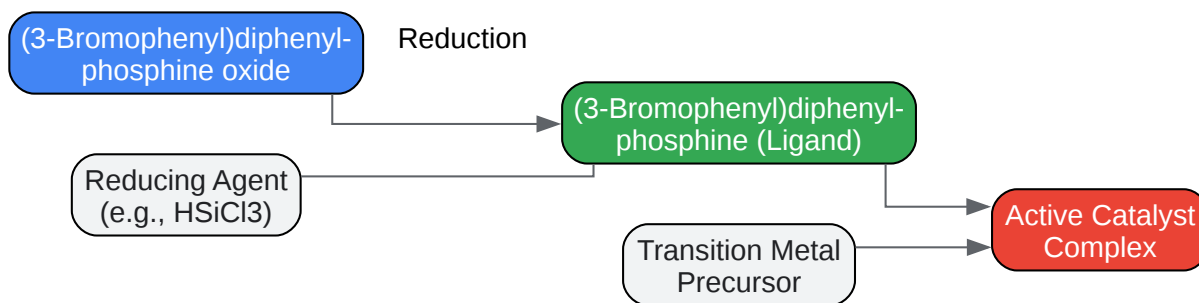 (3-Bromophenyl)diphenyl-
phosphine oxide
Reduction
(3-Bromophenyl)diphenyl-
phosphine (Ligand)
Reducing Agent
(e.g., HSiCl3)
Active Catalyst
Complex
Transition Metal
Precursor